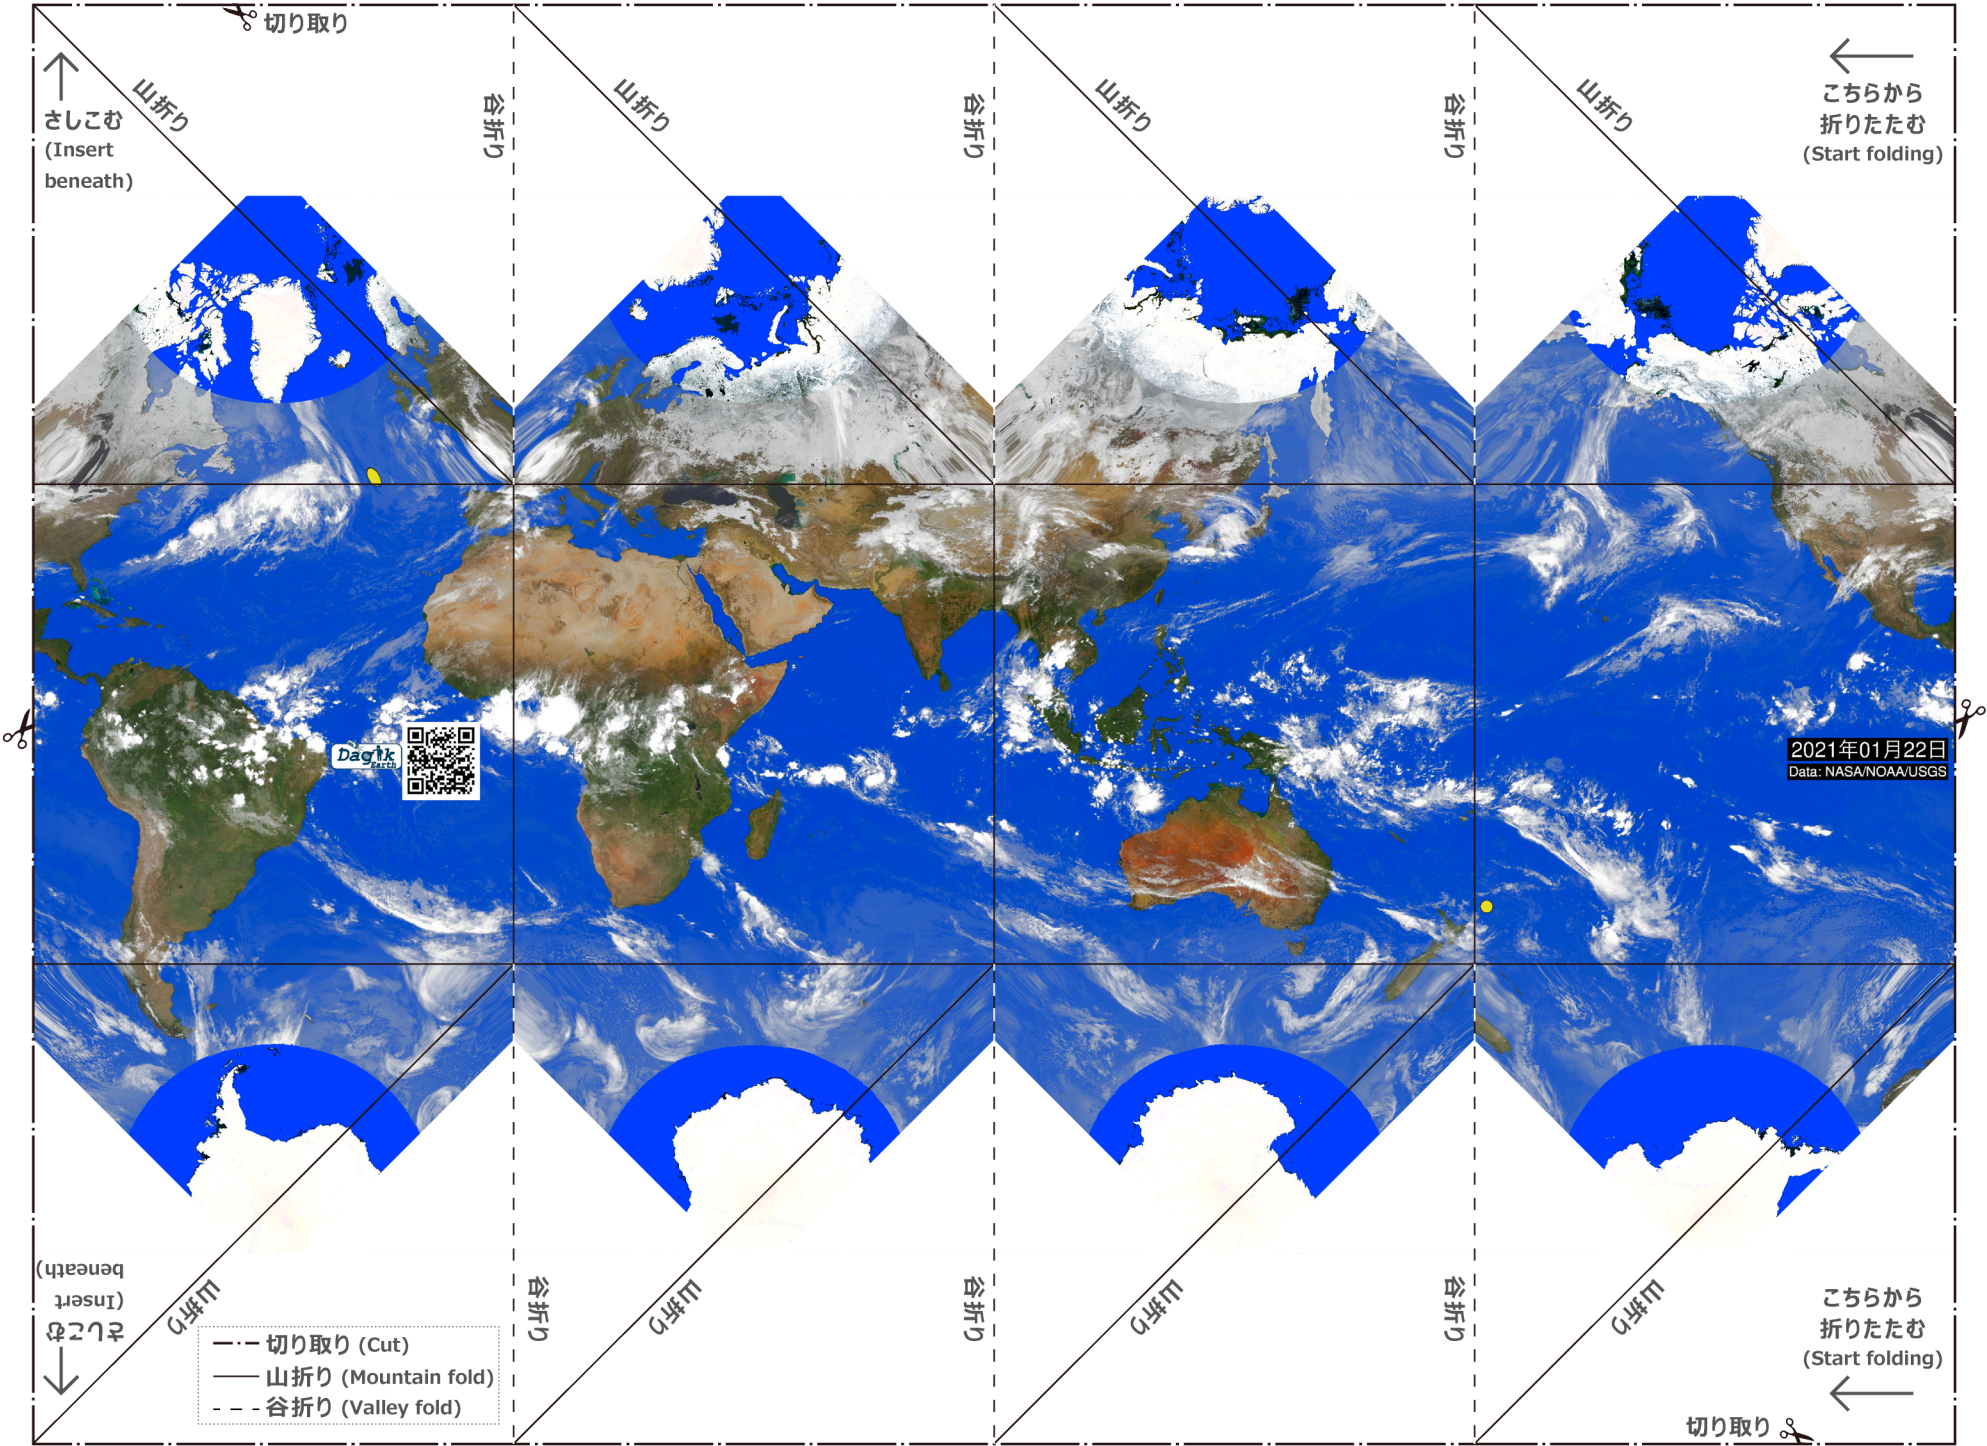 切り取り
さしこむ
(Insert
beneath)
山折り
谷折り
山折り
谷折り
山折り
谷折り
山折り
こちらから
折りたたむ
(Start folding)
Dagik
Earth
2021年01月22日
Data: NASA/NOAA/USGS
さしこむ
(Insert
beneath)
山折り
谷折り
山折り
谷折り
山折り
谷折り
山折り
こちらから
折りたたむ
(Start folding)
切り取り (Cut)
山折り (Mountain fold)
谷折り (Valley fold)
切り取り